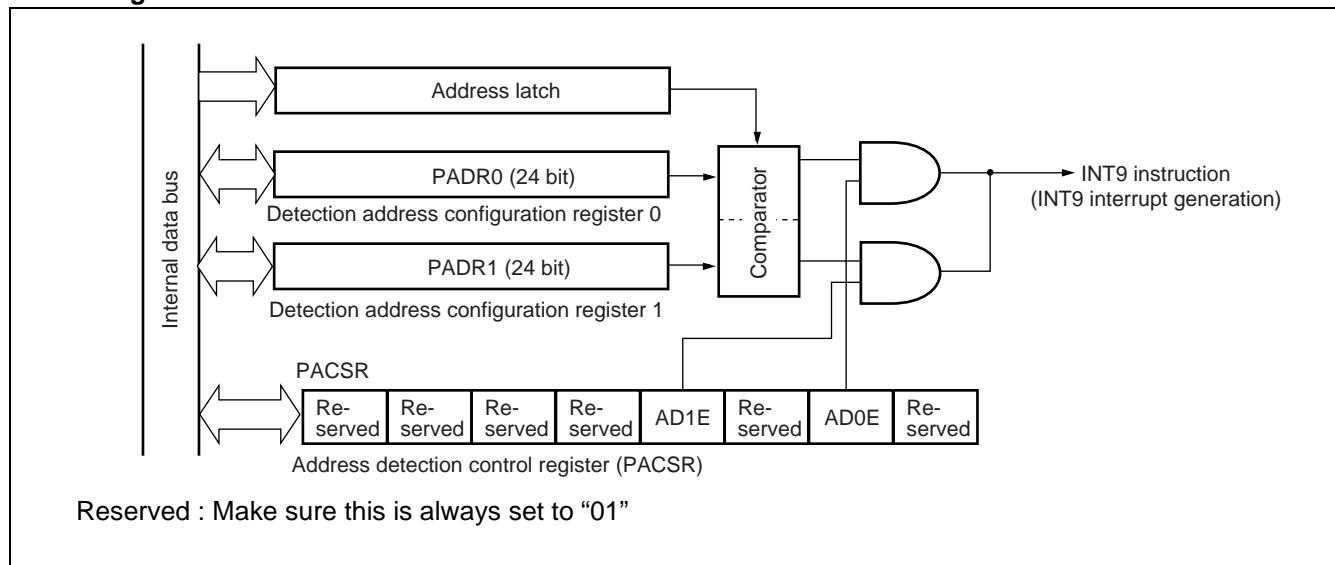 Address latch
PADR0 (24 bit)
Detection address configuration register 0
PADR1 (24 bit)
Detection address configuration register 1
Internal data bus
Comparator
INT9 instruction
(INT9 interrupt generation)
PACSR
Re-
served
Re-
served
Re-
served
Re-
served
AD1E
Re-
served
AD0E
Re-
served
Address detection control register (PACSR)
Reserved : Make sure this is always set to “01”